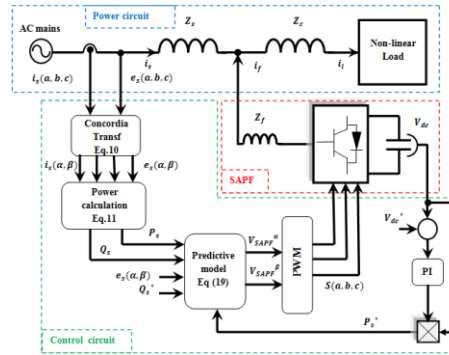 Power circuit
AC mains
Z_s
Z_c
i_s(a, b, c)
e_s(a, b, c)
i_s
i_f
i_l
Non-linear
Load
Concordia
Transf
Eq.10
Z_f
V_dc
SAPF
i_s(α, β)
e_s(α, β)
Power
calculation
Eq.11
P_s
Q_s
V_dc*
Predictive
model
Eq (19)
V_SAPF^α
V_SAPF^β
PWM
PI
e_s(α, β)
Q_s*
S(a, b, c)
P_s*
Control circuit